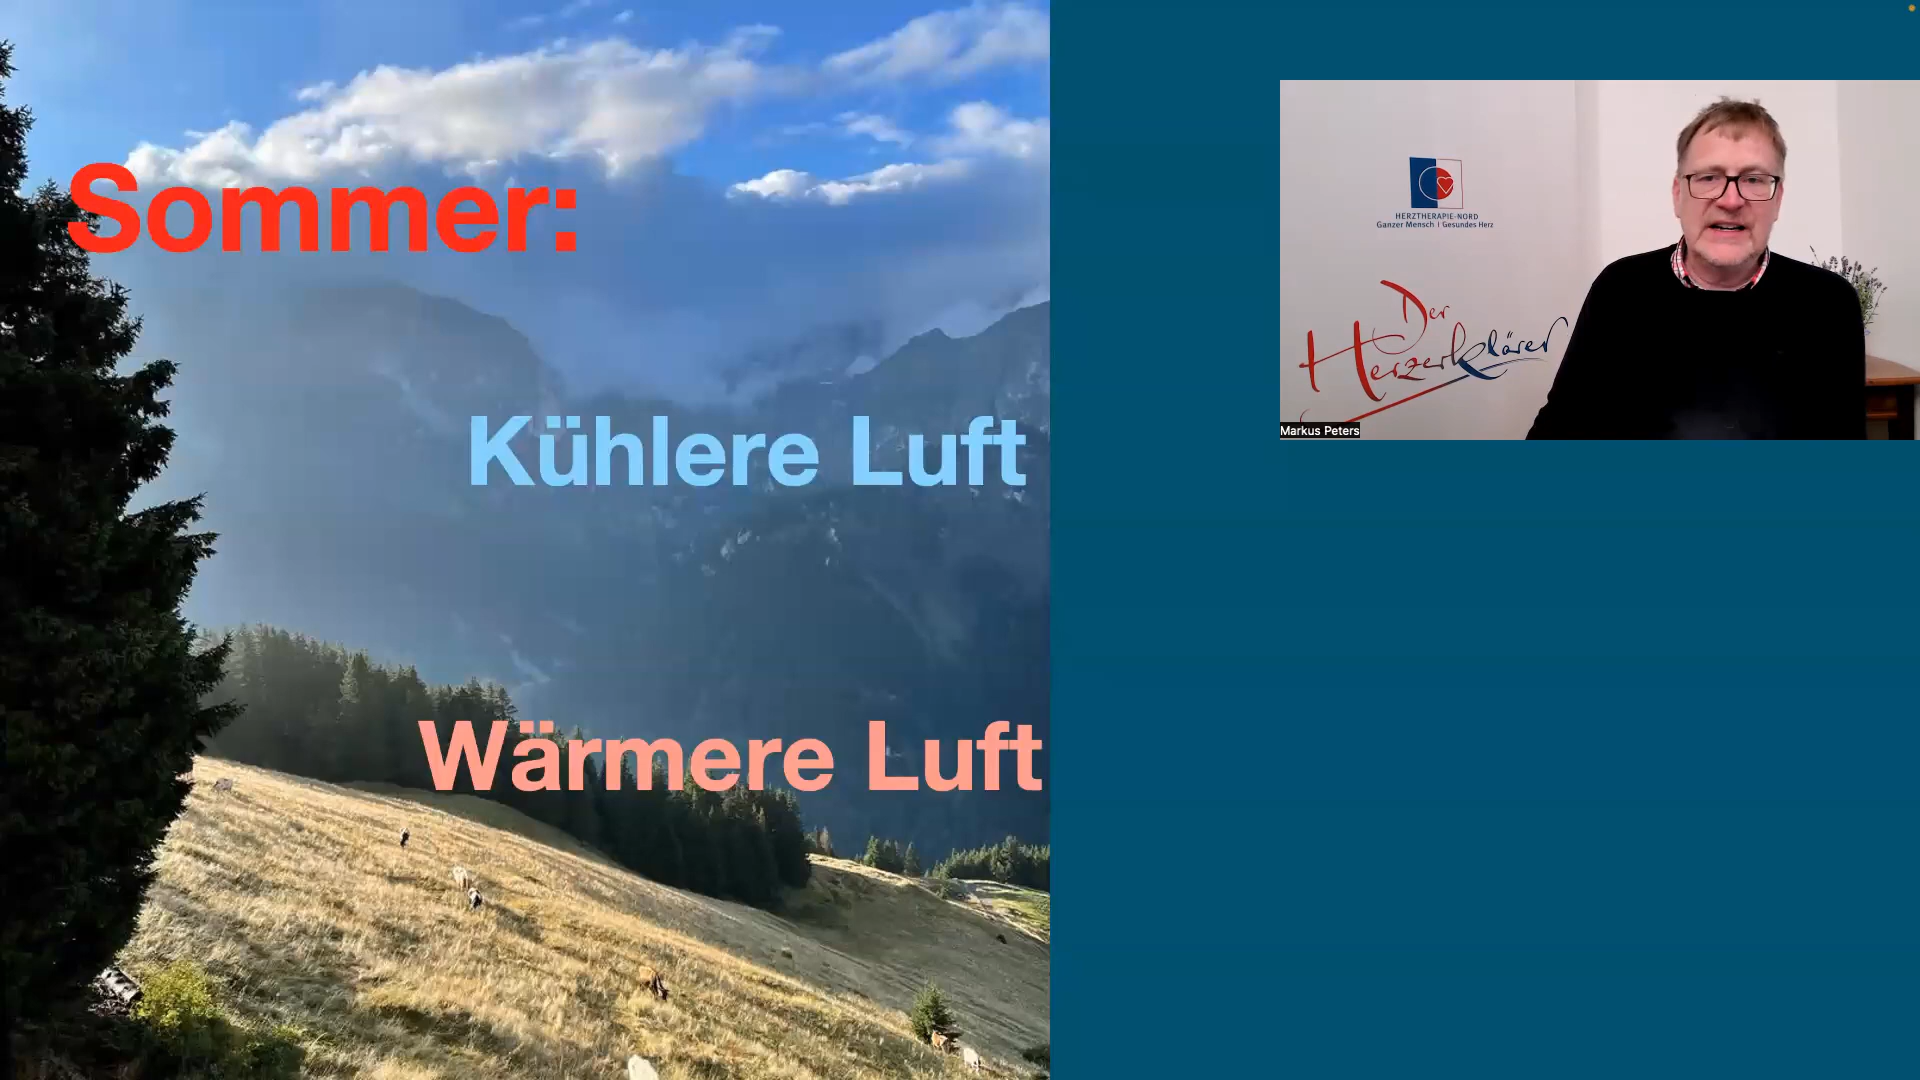 Sommer:
Kühlere Luft
Wärmere Luft
HERZTHERAPIE-NORD
Ganzer Mensch | Gesundes Herz
Der
Herzerklärer
Markus Peters